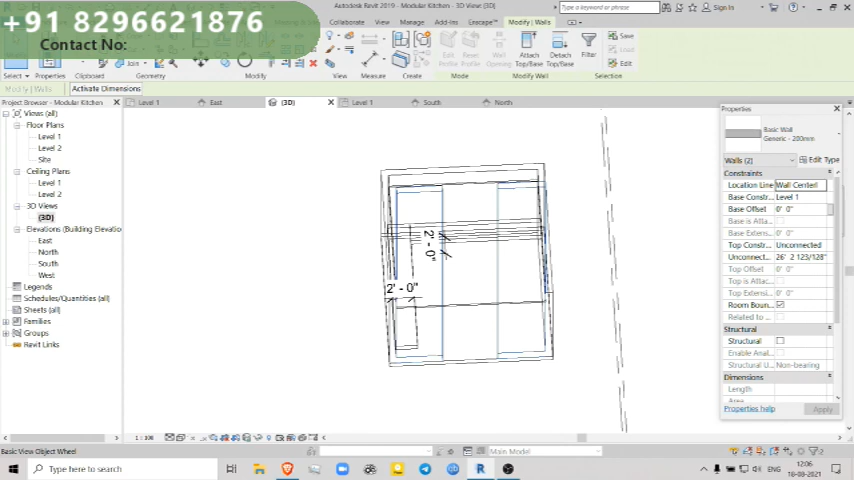 +91 8296621876
Contact No:
Autodesk Revit 2019 - Modular Kitchen - 3D View: {3D}
Type a keyword or phrase
Sign In
Collaborate View Manage Add-Ins Enscape™ Modify | Walls
Join
Edit Profile
Reset Profile
Wall Opening
Attach Top/Base
Detach Top/Base
Filter
Save
Load
Edit
Select Properties Clipboard Geometry Modify View Measure Create Mode Modify Wall Selection
Modify | Walls Activate Dimensions
Project Browser - Modular Kitchen
Level 1 East {3D} Level 1 South North
Views (all)
Floor Plans
Level 1
Level 2
Site
Ceiling Plans
Level 1
Level 2
3D Views
{3D}
Elevations (Building Elevation
East
North
South
West
Legends
Schedules/Quantities (all)
Sheets (all)
Families
Groups
Revit Links
2' - 0"
2' - 0"
Properties
Basic Wall
Generic - 200mm
Walls (2) Edit Type
Constraints
Location Line Wall Centerl
Base Constr... Level 1
Base Offset 0' 0"
Base is Atta...
Base Exten... 0' 0"
Top Constr... Unconnected
Unconnect... 26' 2 123/128"
Top Offset 0' 0"
Top is Attac...
Top Extensi... 0' 0"
Room Boun...
Related to ...
Structural
Structural
Enable Anal...
Structural U... Non-bearing
Dimensions
Length
Area
Properties help Apply
1 : 100
Basic View Object Wheel
Main Model
:2
Type here to search
ENG
12:06
18-08-2021